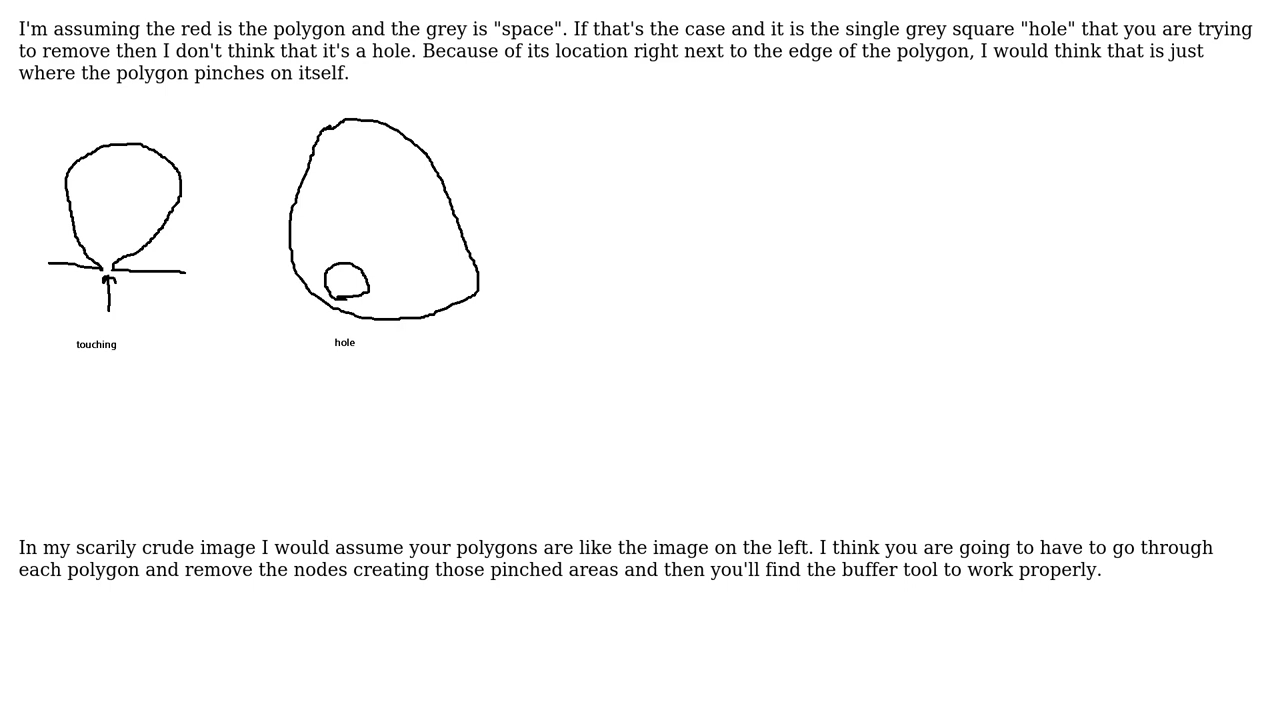 I'm assuming the red is the polygon and the grey is "space". If that's the case and it is the single grey square "hole" that you are trying
to remove then I don't think that it's a hole. Because of its location right next to the edge of the polygon, I would think that is just
where the polygon pinches on itself.
touching
hole
In my scarily crude image I would assume your polygons are like the image on the left. I think you are going to have to go through
each polygon and remove the nodes creating those pinched areas and then you'll find the buffer tool to work properly.